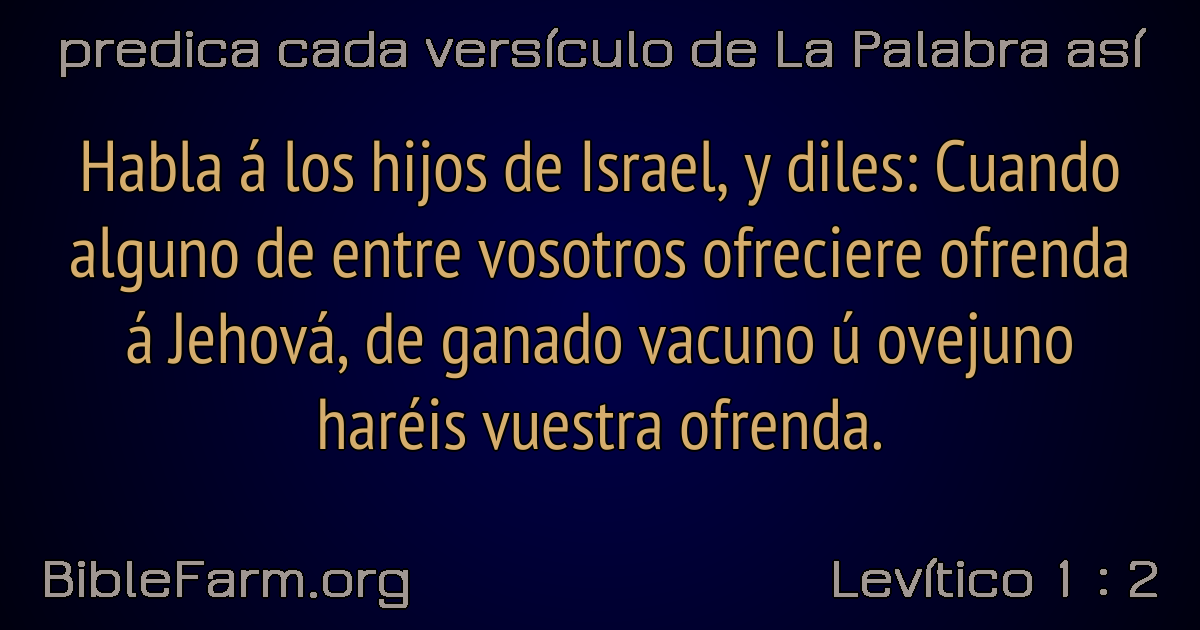 predica cada versículo de La Palabra así
Habla á los hijos de Israel, y diles: Cuando
alguno de entre vosotros ofreciere ofrenda
á Jehová, de ganado vacuno ú ovejuno
haréis vuestra ofrenda.
BibleFarm.org
Levítico 1 : 2